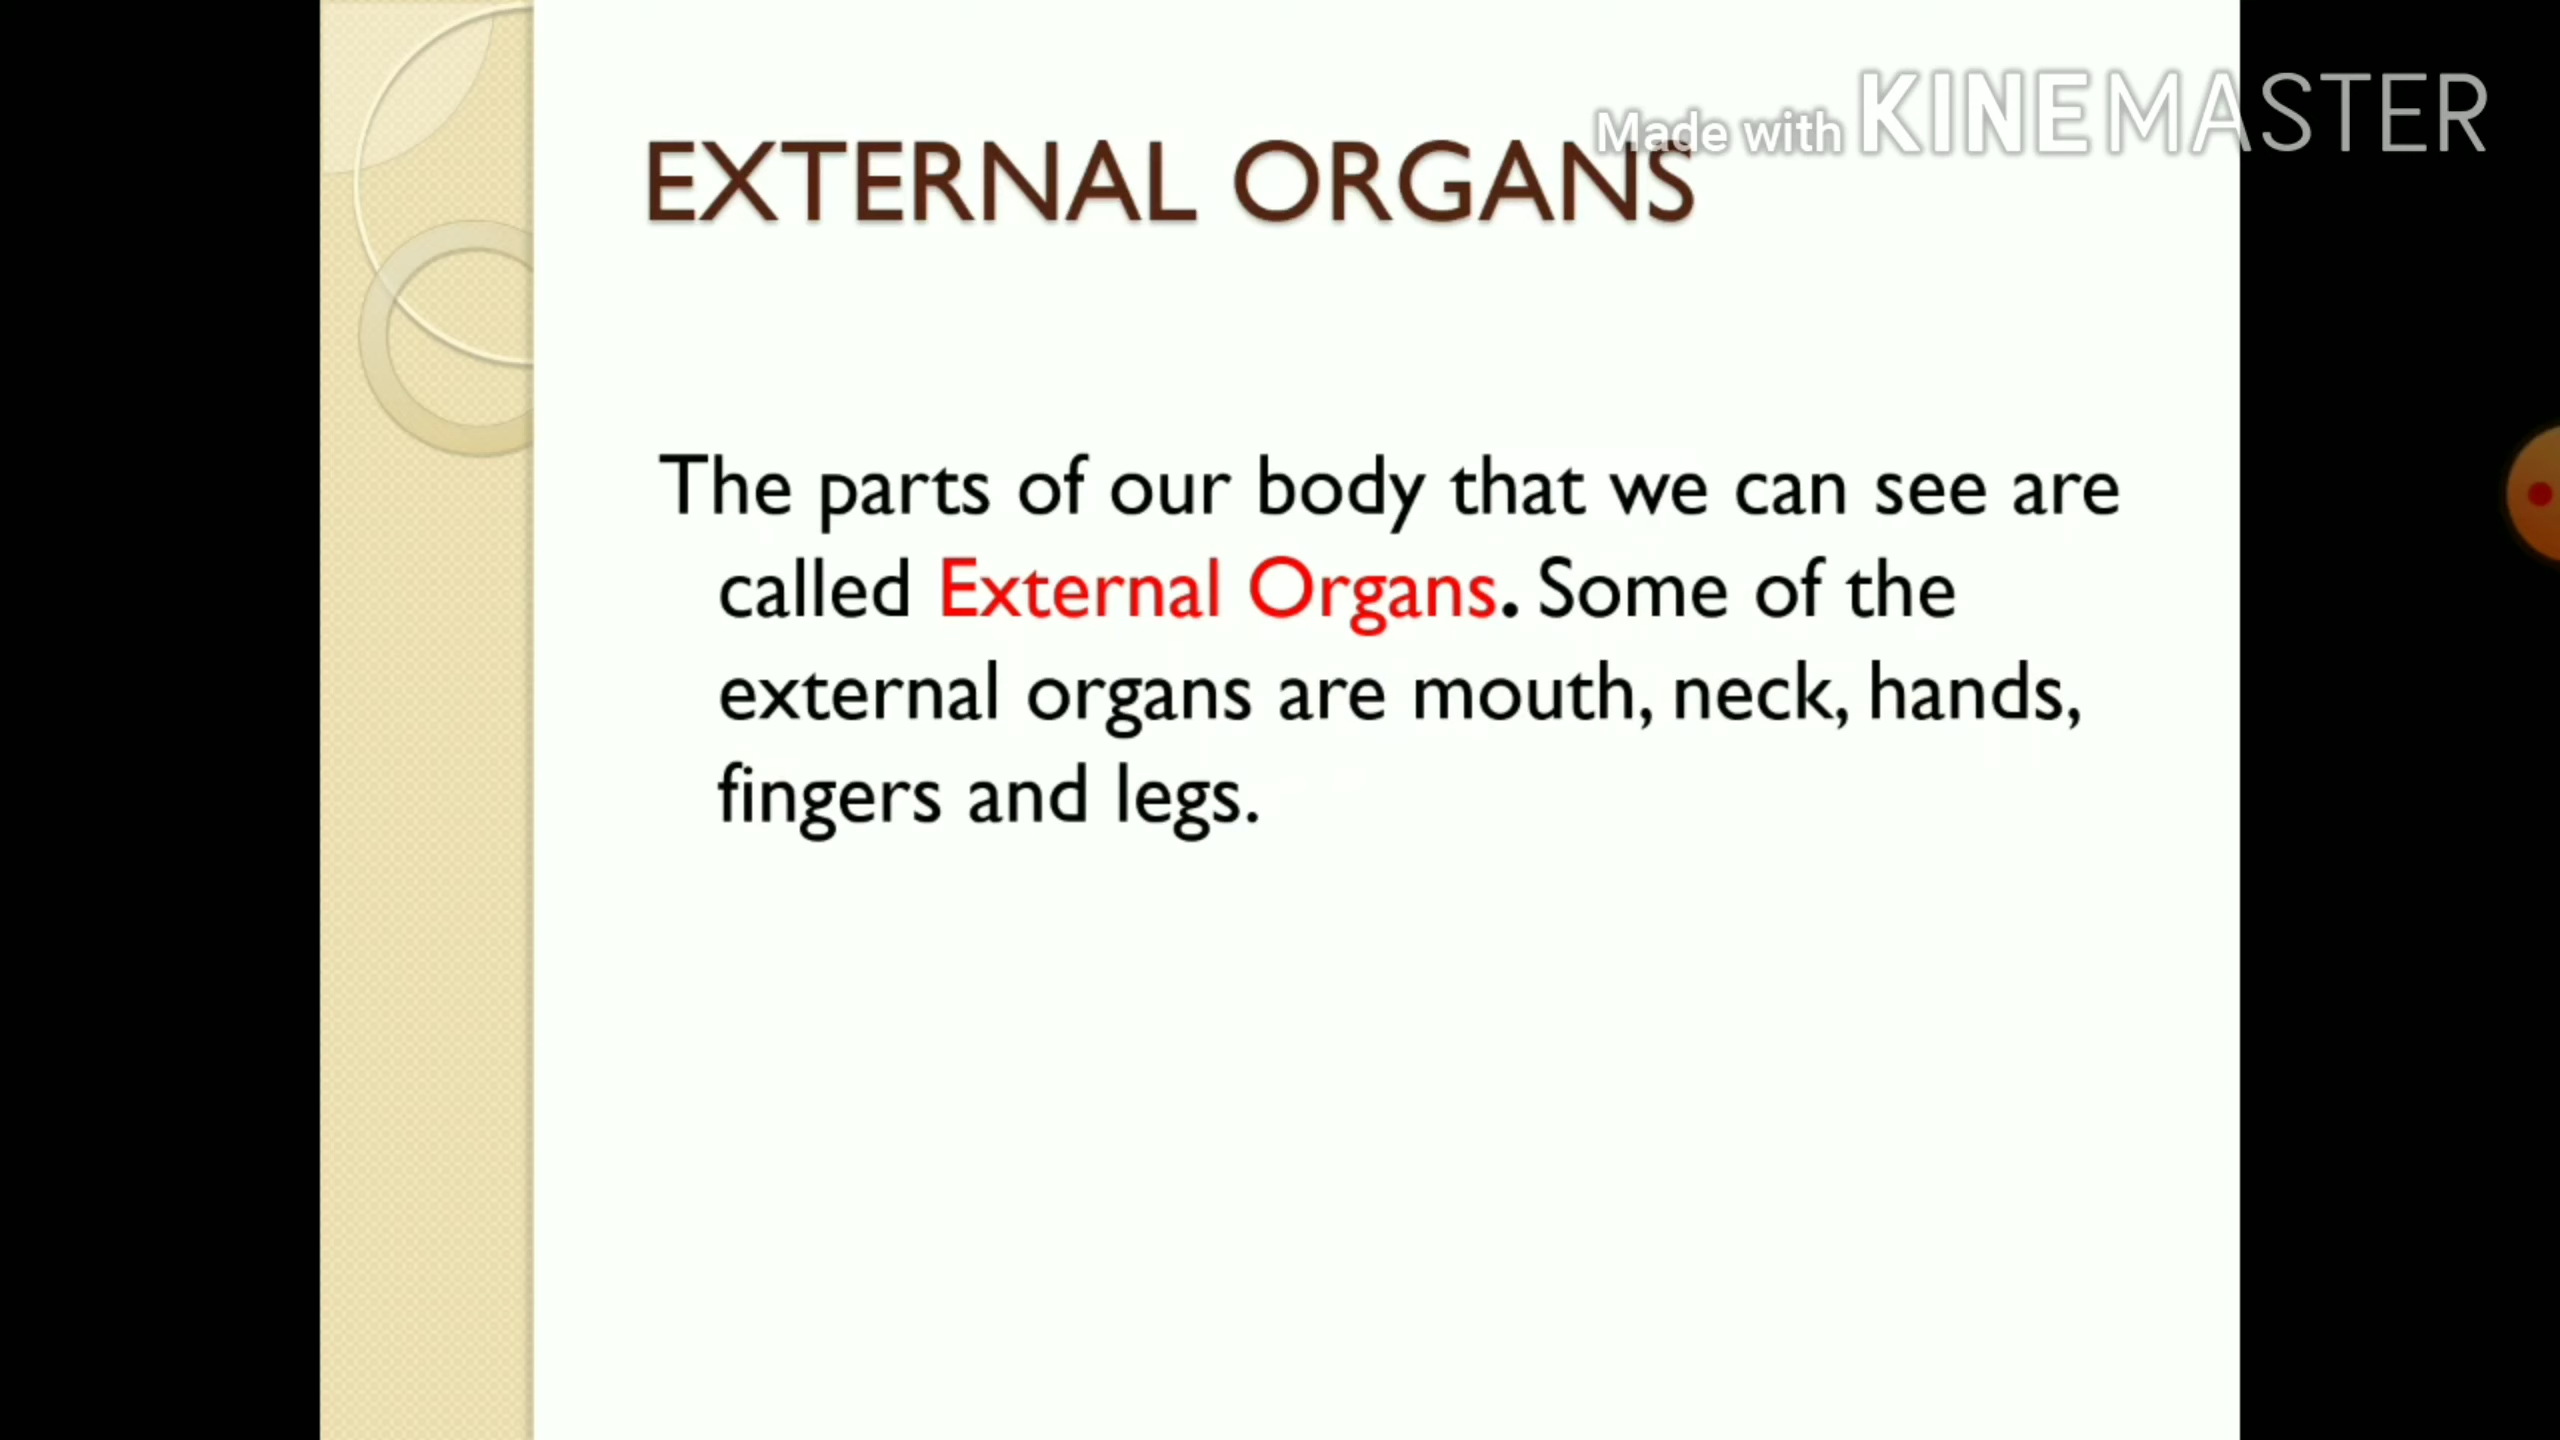 Made with KINEMASTER
EXTERNAL ORGANS
The parts of our body that we can see are
called External Organs. Some of the
external organs are mouth, neck, hands,
fingers and legs.